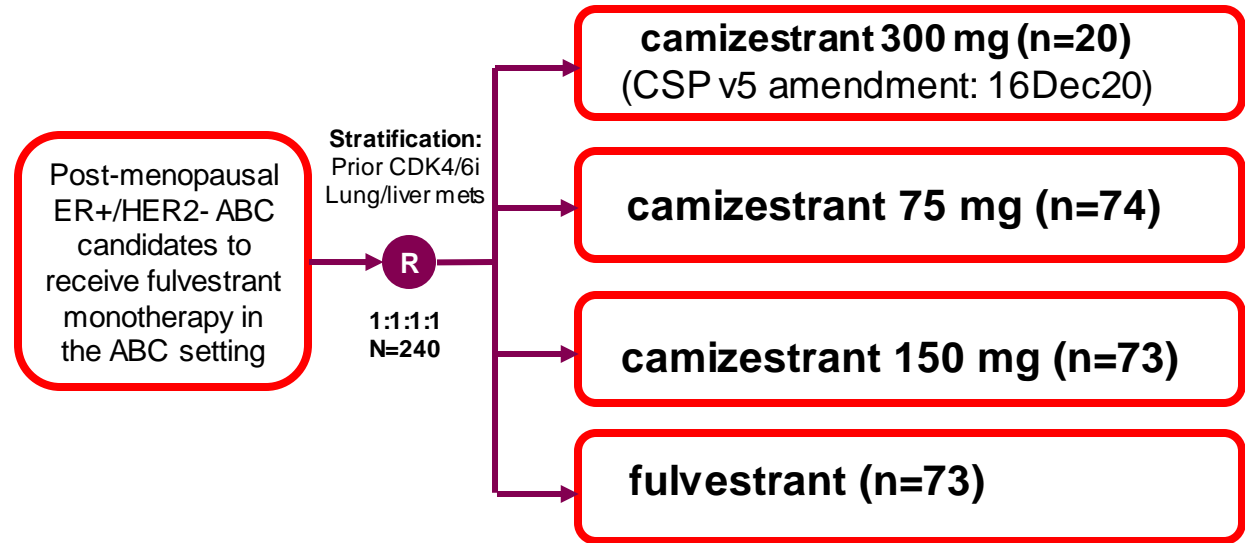 Post-menopausal
ER+/HER2- ABC
candidates to
receive fulvestrant
monotherapy in
the ABC setting
Stratification:
Prior CDK4/6i
Lung/liver mets
R
1:1:1:1
N=240
camizestrant 300 mg (n=20)
(CSP v5 amendment: 16Dec20)
camizestrant 75 mg (n=74)
camizestrant 150 mg (n=73)
fulvestrant (n=73)